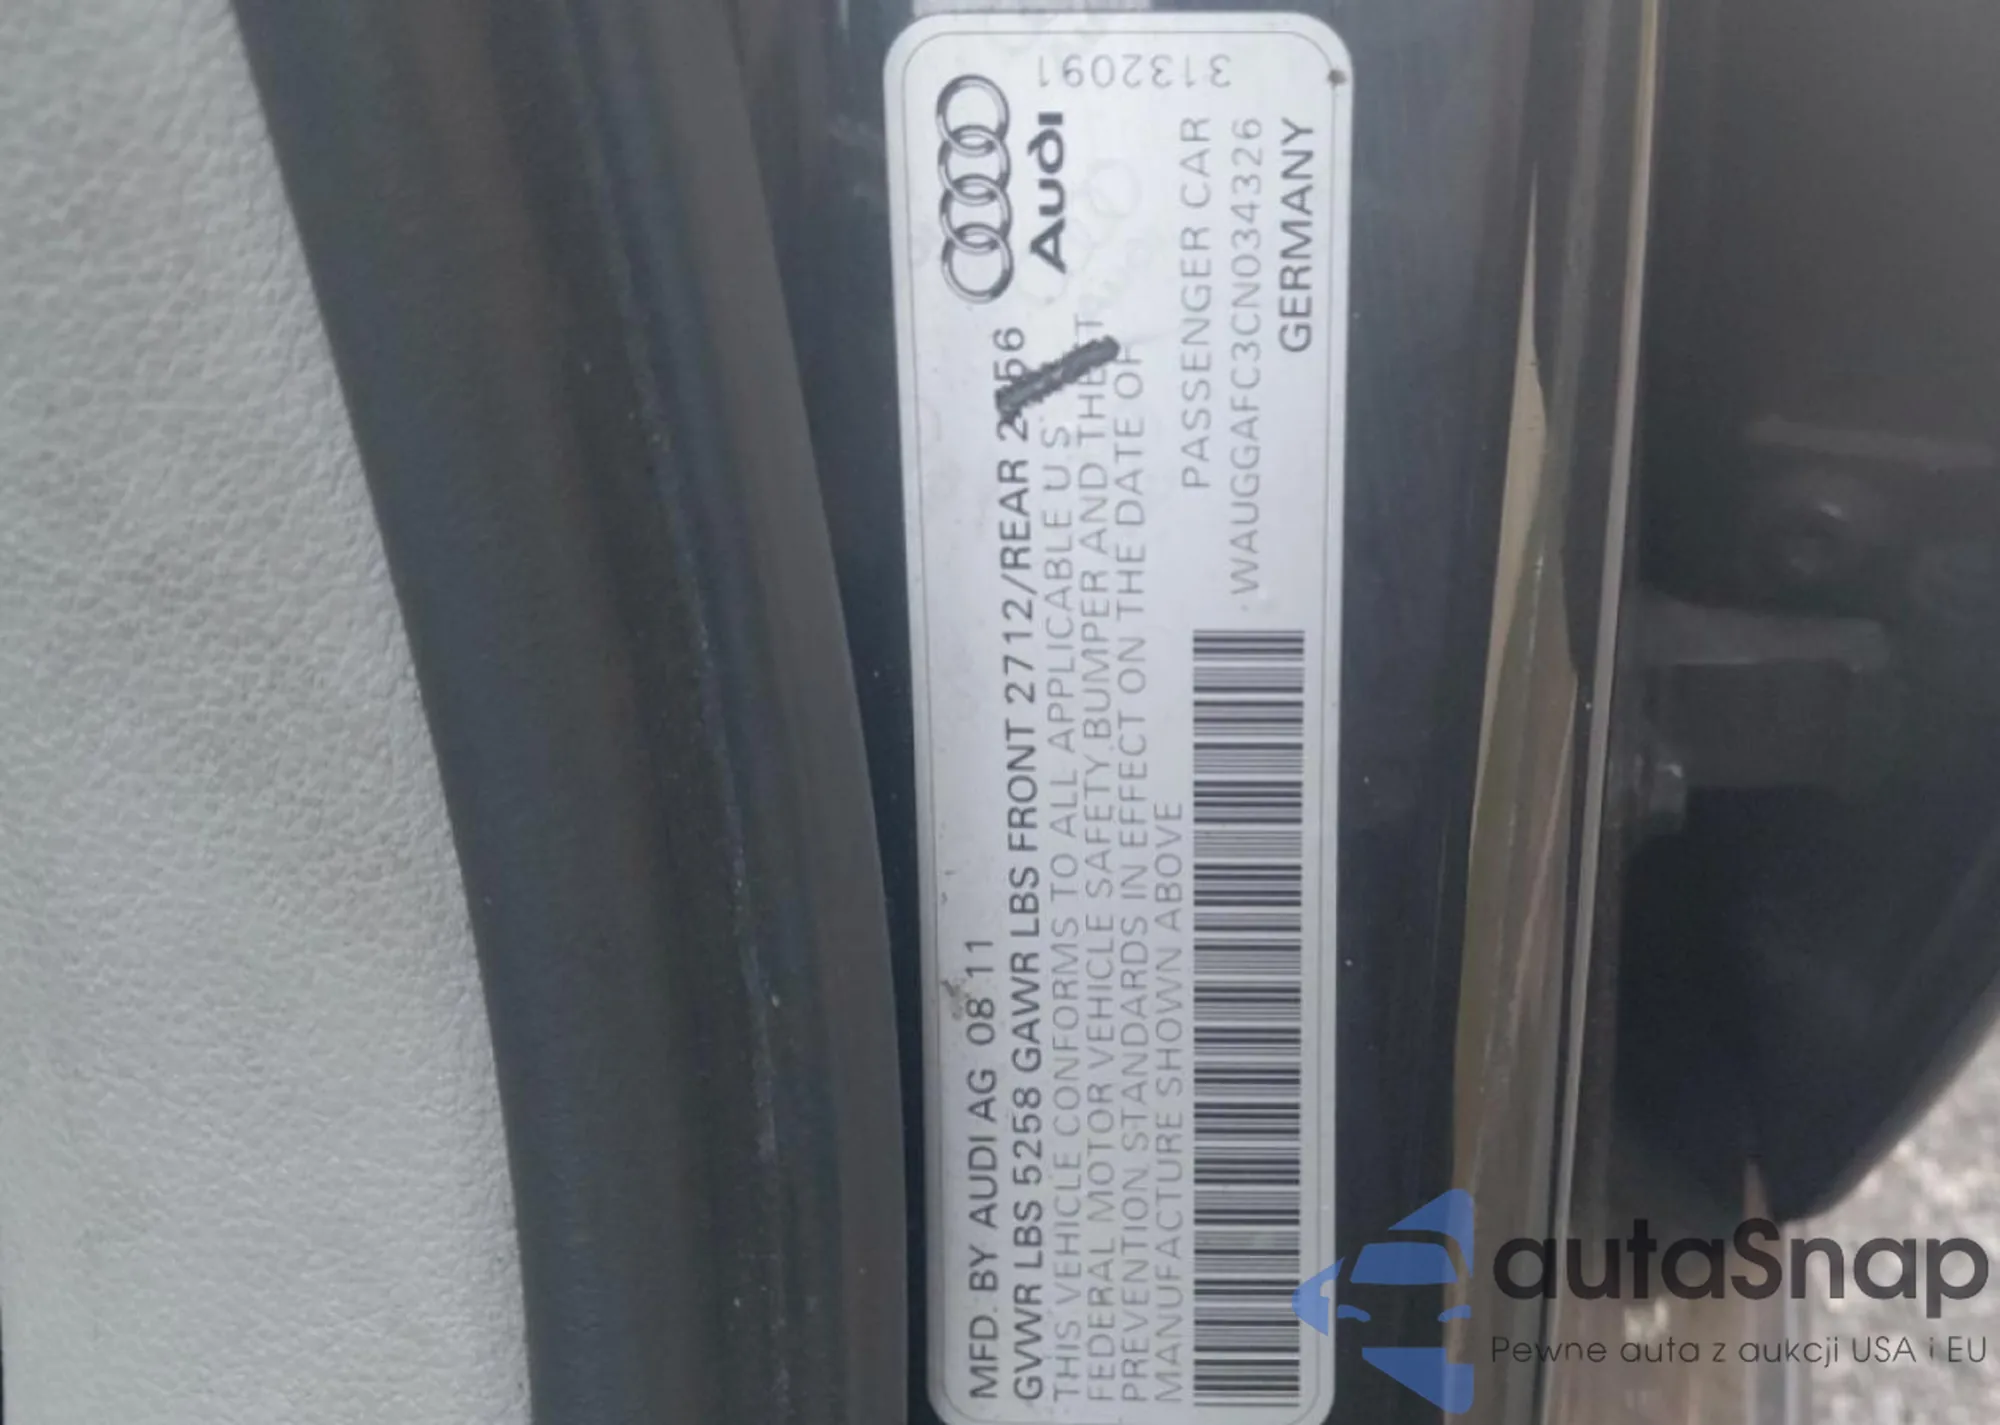 MFD. BY AUDI AG 08 11
GVWR LBS 5258 GAWR LBS FRONT 2712/REAR
THIS VEHICLE CONFORMS TO ALL APPLICABLE U S
FEDERAL MOTOR VEHICLE SAFETY, BUMPER AND THEFT
PREVENTION STANDARDS IN EFFECT ON THE DATE OF
MANUFACTURE SHOWN ABOVE
Audi
3132091
PASSENGER CAR
WAUGGAFC3CN034326
GERMANY
autaSnap
Pewne auta z aukcji USA i EU